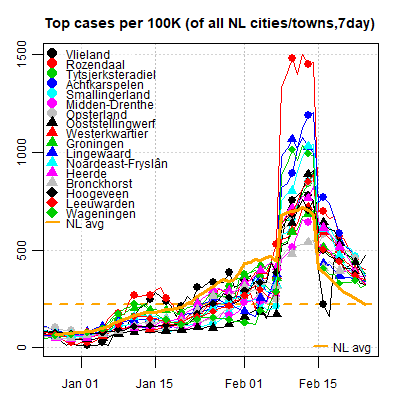 Top cases per 100K (of all NL cities/towns,7day)
1500
1000
500
0
Vlieland
Rozendaal
Tytsjerksteradiel
Achtkarspelen
Smallingerland
Midden-Drenthe
Opsterland
Ooststellingwerf
Westerkwartier
Groningen
Lingewaard
Noardeast-Fryslân
Heerde
Bronckhorst
Hoogeveen
Leeuwarden
Wageningen
NL avg
NL avg
Jan 01
Jan 15
Feb 01
Feb 15